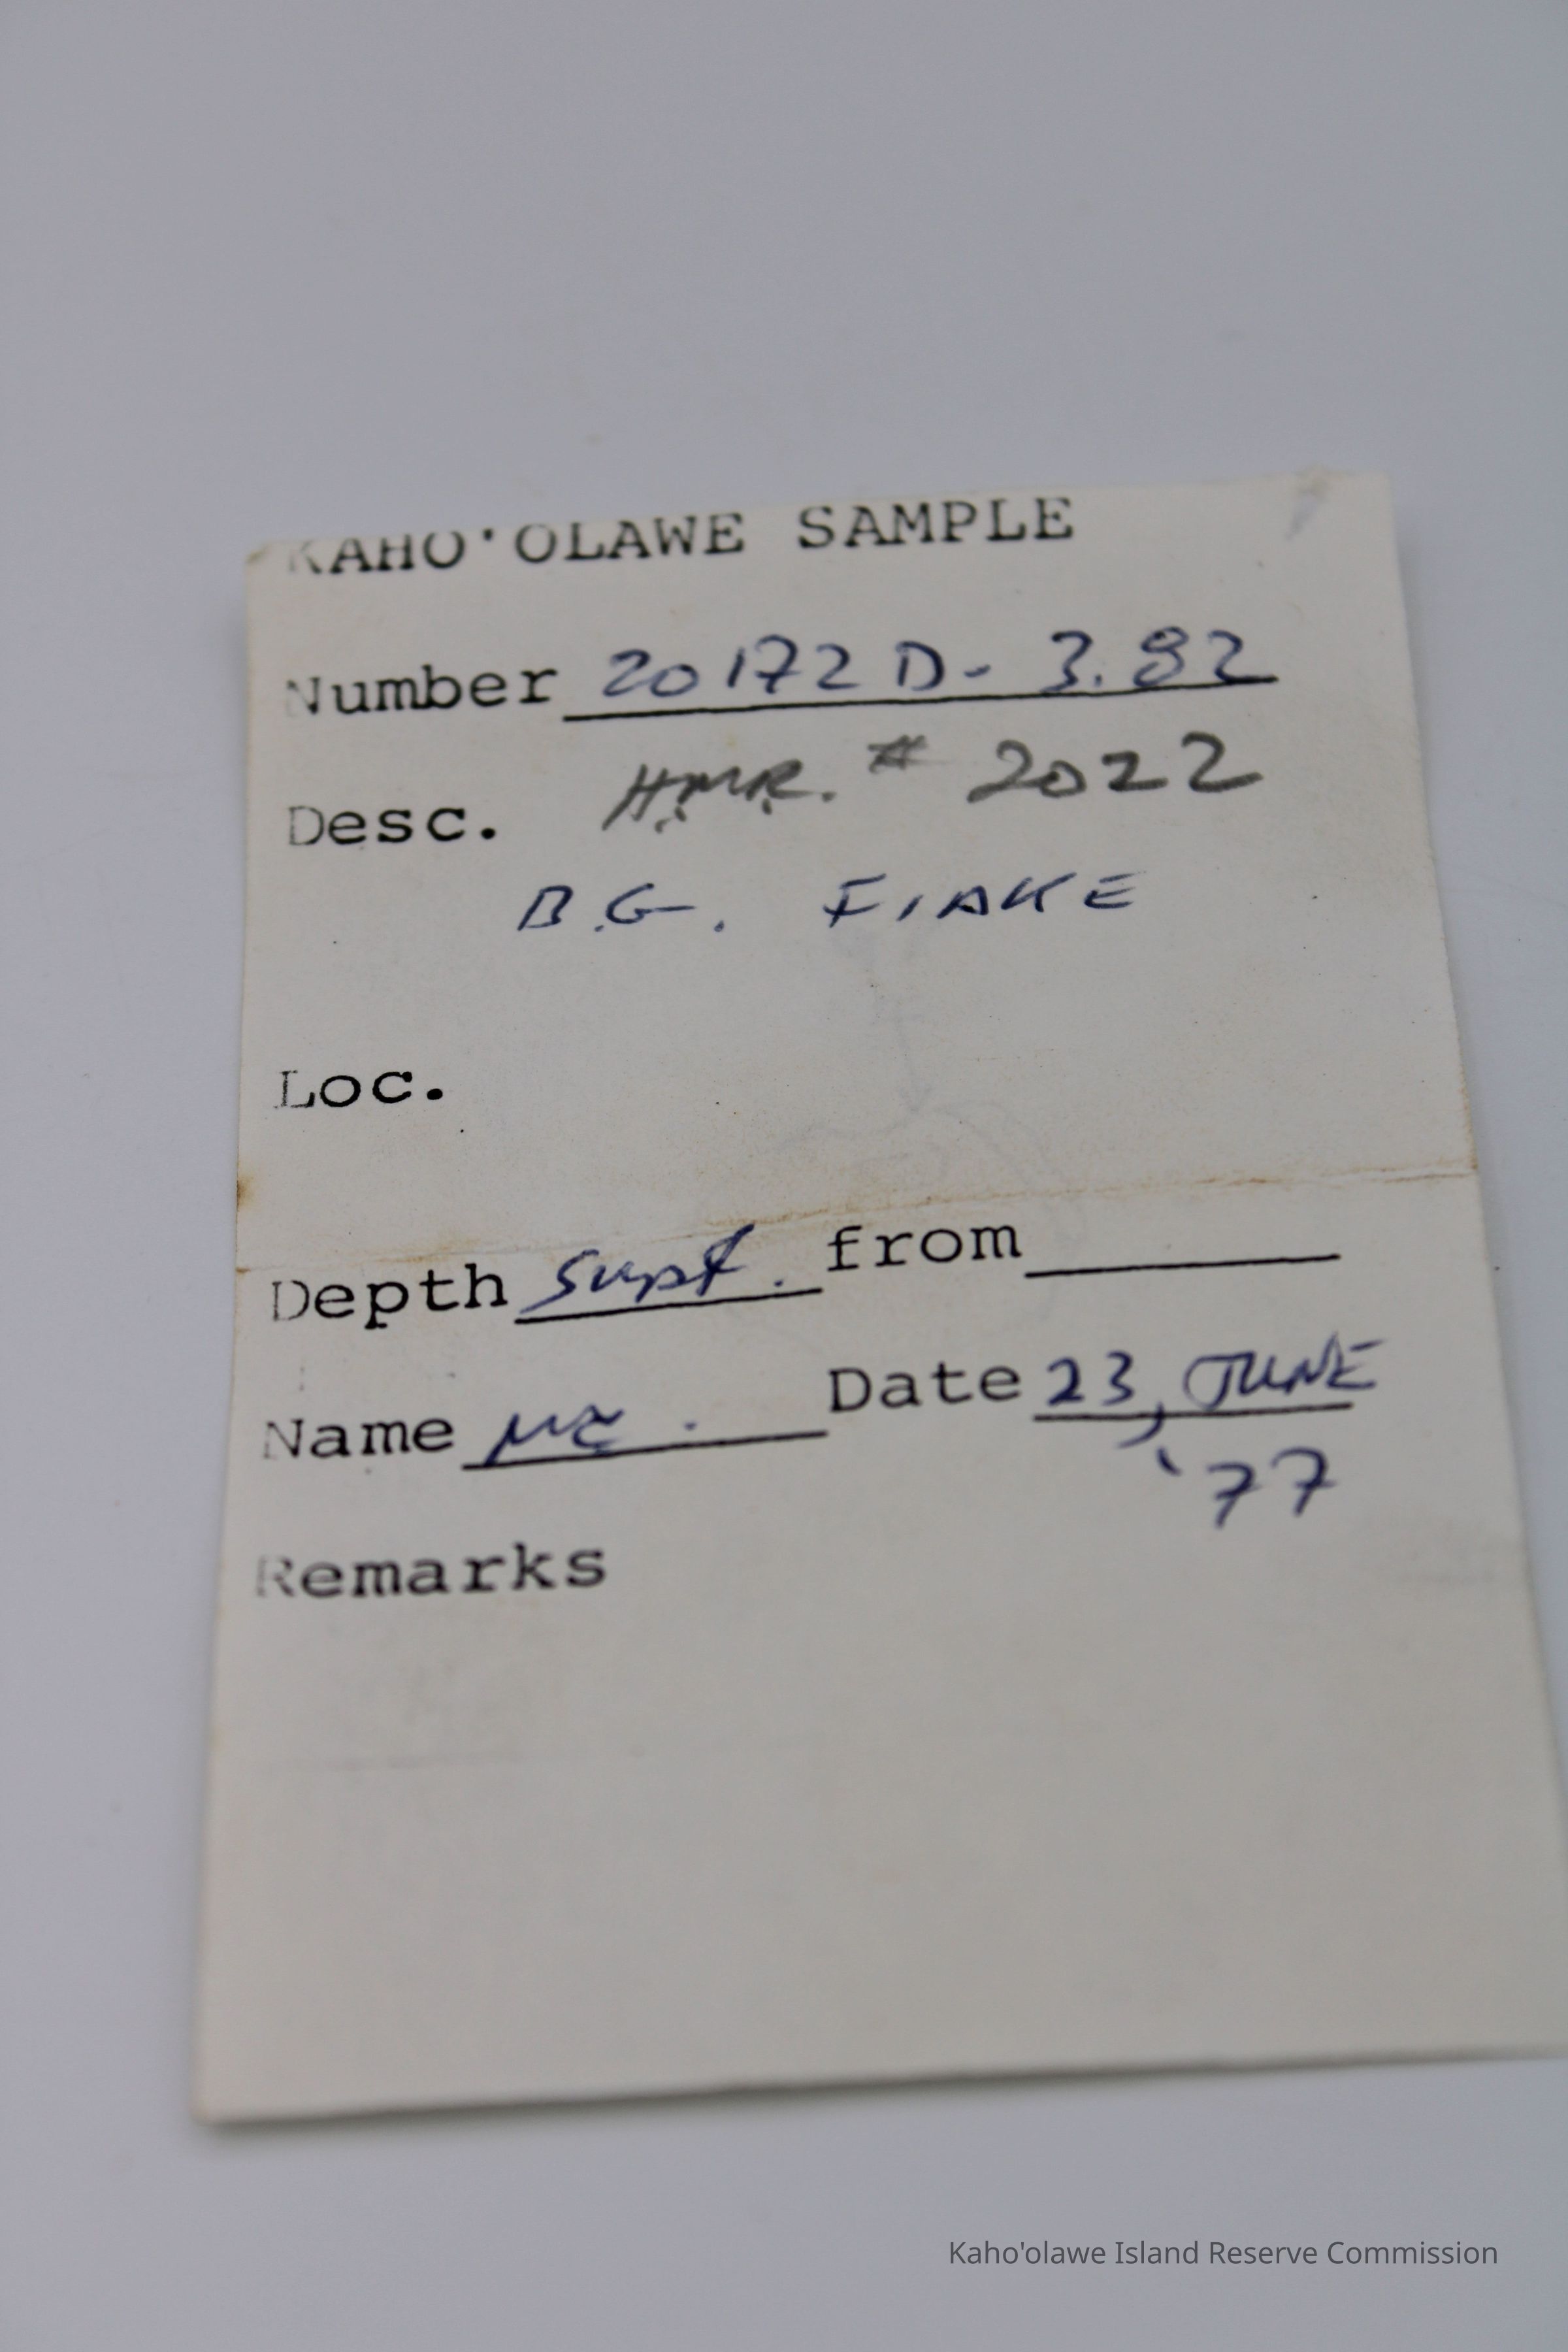 KAHO'OLAWE SAMPLE
Number 20172 D- 3.82
H.M.R. # 2022
Desc.
B.G. FLAKE
Loc.
Depth from
Name Date 23, JUNE
'77
Remarks
Kaho'olawe Island Reserve Commission